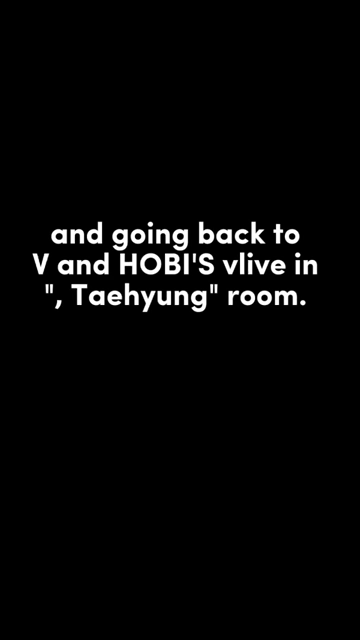 and going back to
V and HOBI'S vlive in
", Taehyung" room.